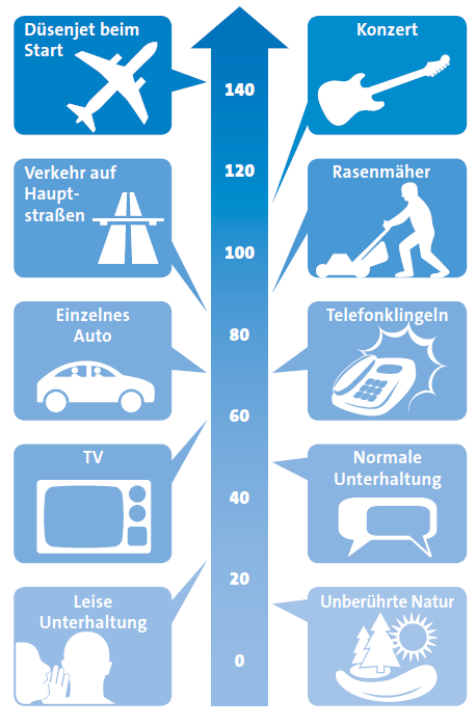 Düsenjet beim
Start
Konzert
140
120
Verkehr auf
Haupt-
straßen
Rasenmäher
100
Einzelnes
Auto
Telefonklingeln
80
60
TV
Normale
Unterhaltung
40
20
Leise
Unterhaltung
Unberührte Natur
0